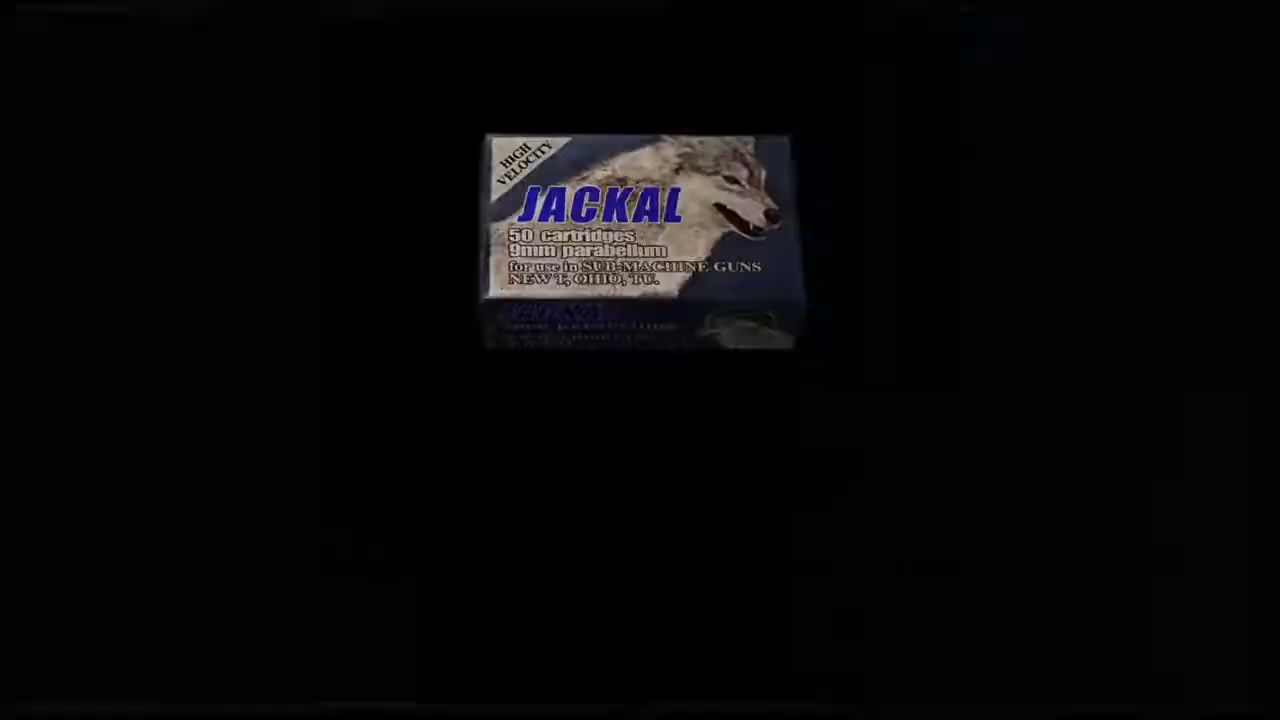 HIGH
VELOCITY
JACKAL
50 cartridges
9mm parabellum
for use in SUB-MACHINE GUNS
NEW T, OHIO, TU.